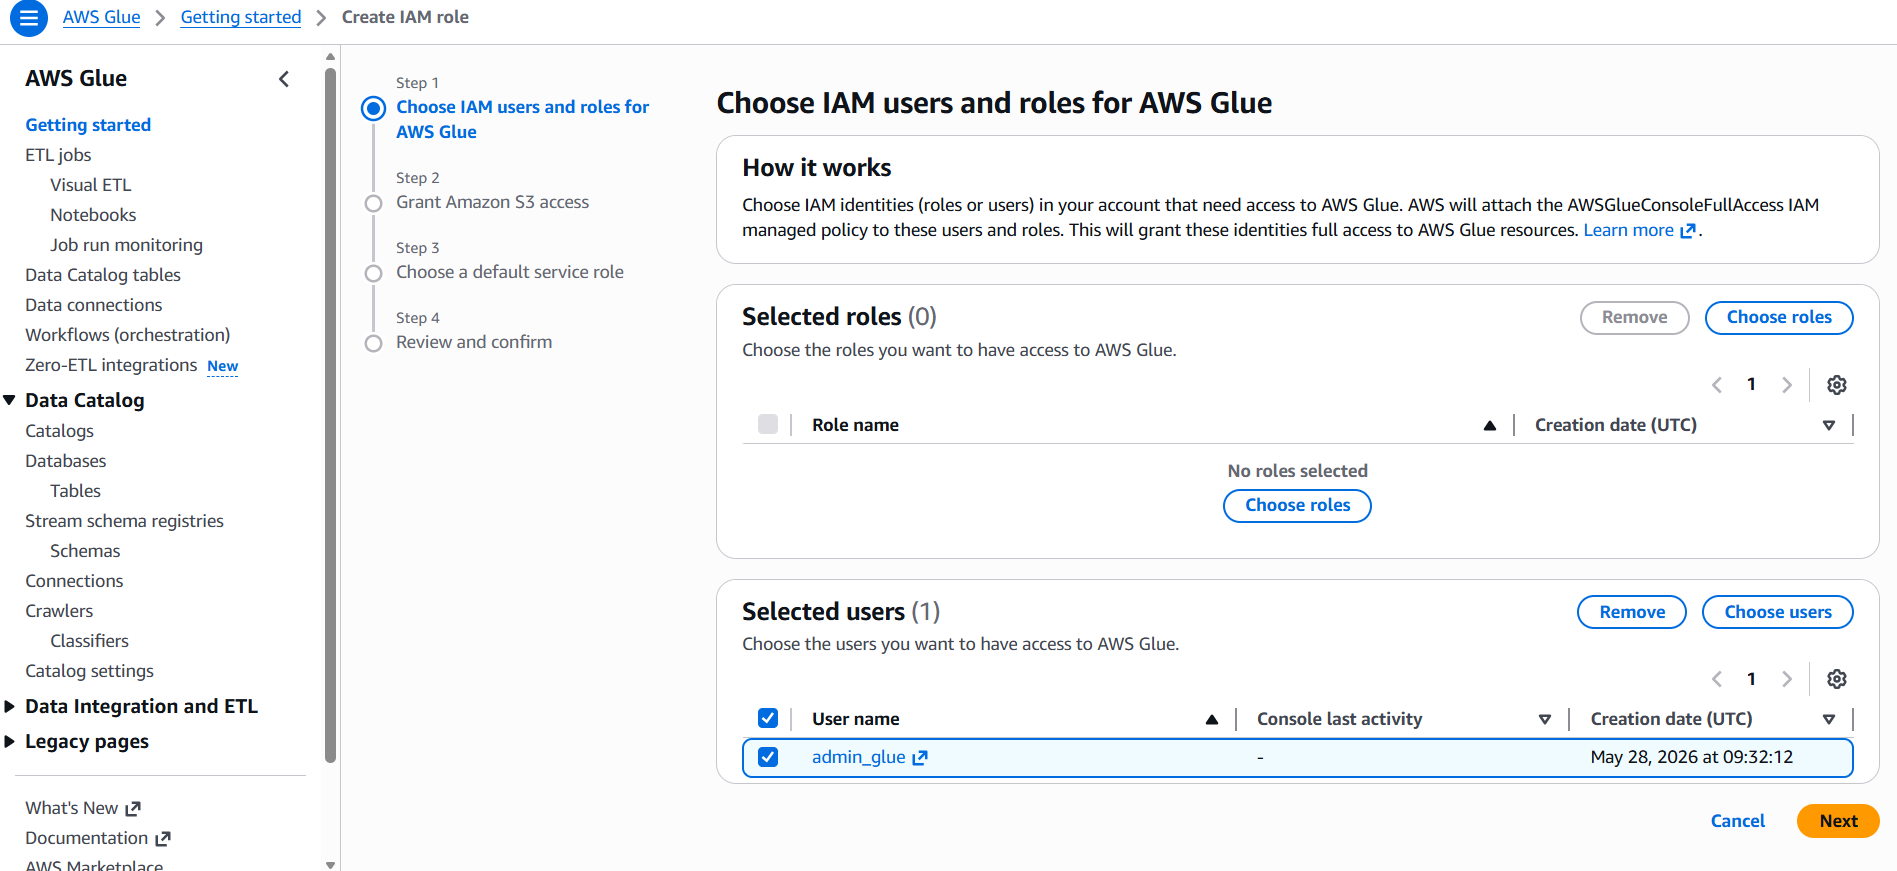 AWS Glue > Getting started > Create IAM role
AWS Glue
Getting started
ETL jobs
Visual ETL
Notebooks
Job run monitoring
Data Catalog tables
Data connections
Workflows (orchestration)
Zero-ETL integrations New
Data Catalog
Catalogs
Databases
Tables
Stream schema registries
Schemas
Connections
Crawlers
Classifiers
Catalog settings
Data Integration and ETL
Legacy pages
What's New
Documentation
AWS Marketplace
Step 1
Choose IAM users and roles for
AWS Glue
Step 2
Grant Amazon S3 access
Step 3
Choose a default service role
Step 4
Review and confirm
Choose IAM users and roles for AWS Glue
How it works
Choose IAM identities (roles or users) in your account that need access to AWS Glue. AWS will attach the AWSGlueConsoleFullAccess IAM
managed policy to these users and roles. This will grant these identities full access to AWS Glue resources. Learn more.
Selected roles (0)
Remove
Choose roles
Choose the roles you want to have access to AWS Glue.
1
Role name
Creation date (UTC)
No roles selected
Choose roles
Selected users (1)
Remove
Choose users
Choose the users you want to have access to AWS Glue.
1
User name
Console last activity
Creation date (UTC)
admin_glue
-
May 28, 2026 at 09:32:12
Cancel
Next